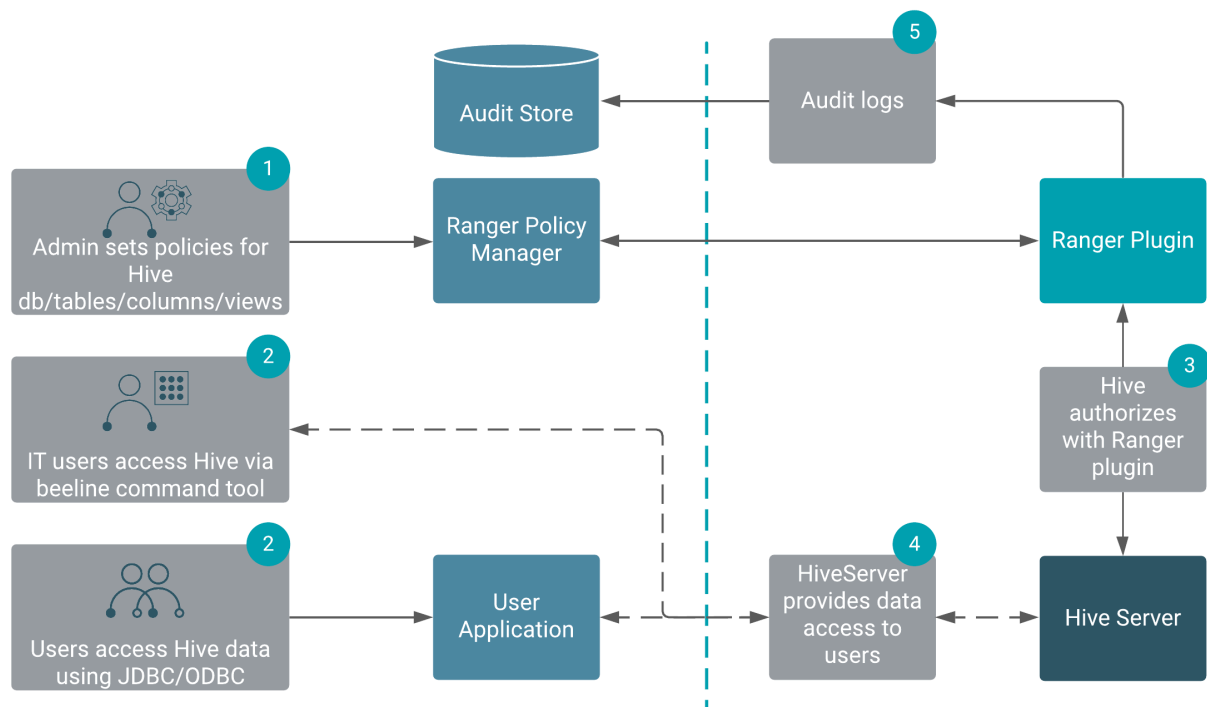 5
Audit Store
Audit logs
1
Admin sets policies for
Hive
db/tables/columns/views
Ranger Policy
Manager
Ranger Plugin
2
IT users access Hive via
beeline command tool
3
Hive
authorizes
with Ranger
plugin
2
Users access Hive data
using JDBC/ODBC
User
Application
4
HiveServer
provides data
access to
users
Hive Server